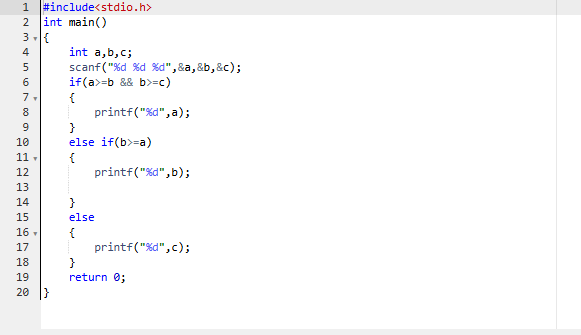 1 #include<stdio.h>
2 int main()
3 {
4 int a,b,c;
5 scanf("%d %d %d",&a,&b,&c);
6 if(a>=b && b>=c)
7 {
8 printf("%d",a);
9 }
10 else if(b>=a)
11 {
12 printf("%d",b);
13
14 }
15 else
16 {
17 printf("%d",c);
18 }
19 return 0;
20 }